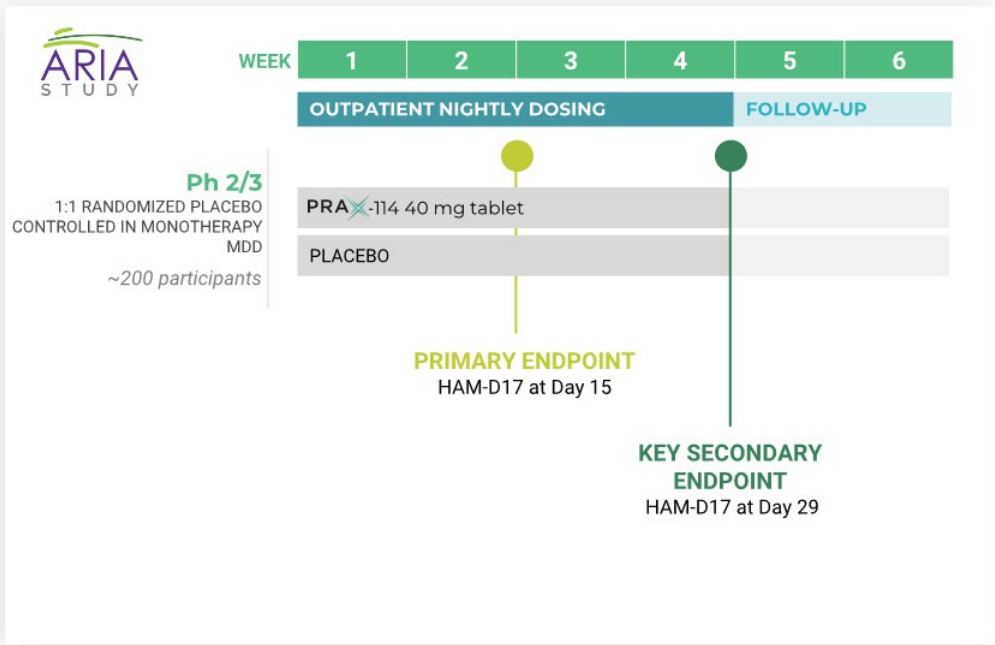 ARIA
STUDY
WEEK 1 2 3 4 5 6
OUTPATIENT NIGHTLY DOSING FOLLOW-UP
Ph 2/3
1:1 RANDOMIZED PLACEBO
CONTROLLED IN MONOTHERAPY
MDD
~200 participants
PRAX-114 40 mg tablet
PLACEBO
PRIMARY ENDPOINT
HAM-D17 at Day 15
KEY SECONDARY
ENDPOINT
HAM-D17 at Day 29